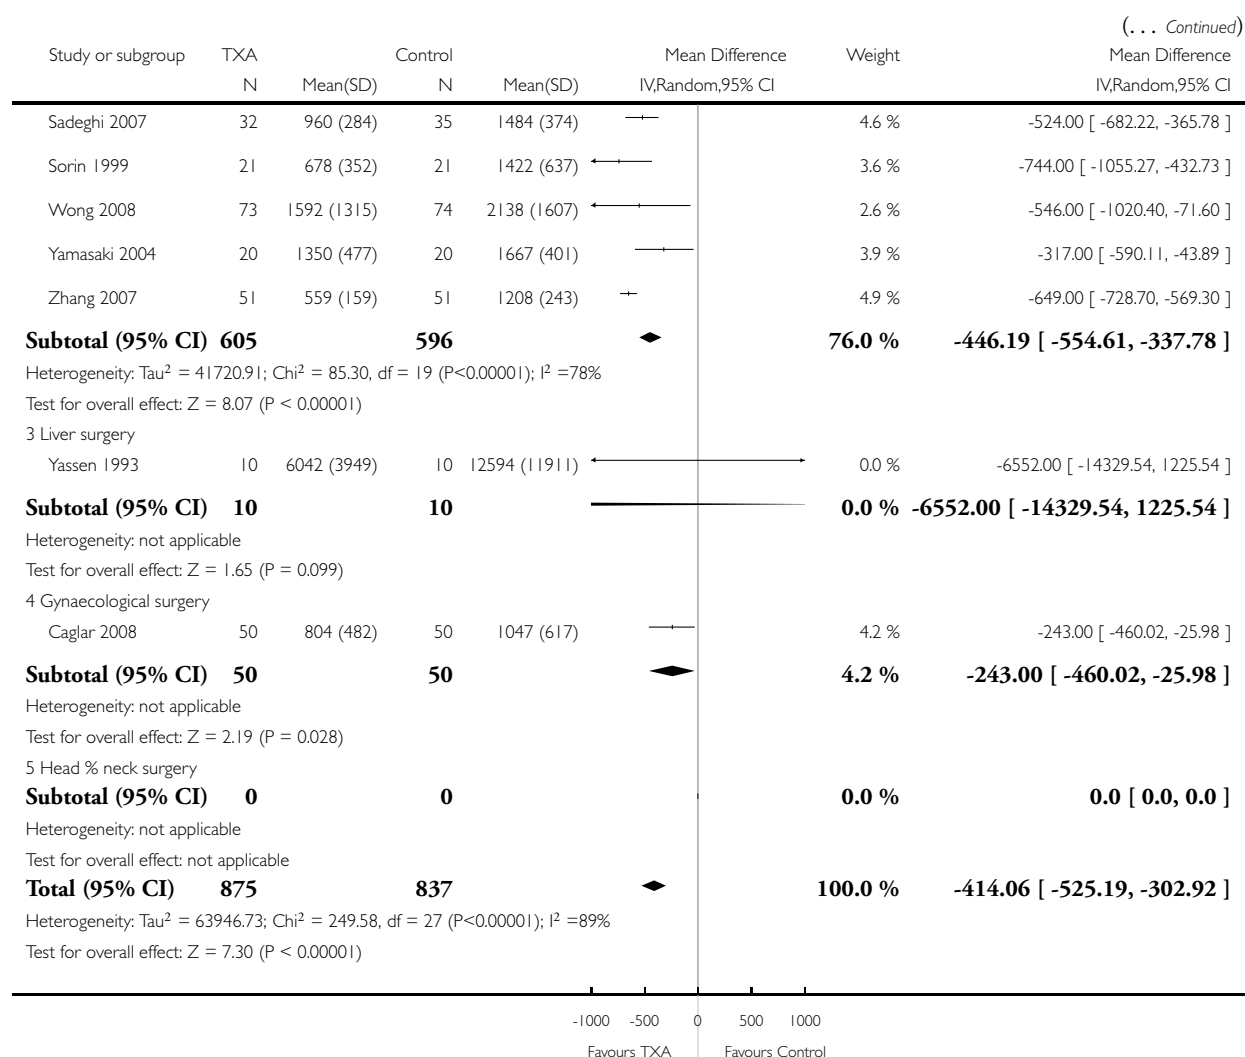 (... Continued)
Study or subgroup TXA Control Mean Difference Weight Mean Difference
N Mean(SD) N Mean(SD) IV,Random,95% CI IV,Random,95% CI
Sadeghi 2007 32 960 (284) 35 1484 (374) 4.6 % -524.00 [ -682.22, -365.78 ]
Sorin 1999 21 678 (352) 21 1422 (637) 3.6 % -744.00 [ -1055.27, -432.73 ]
Wong 2008 73 1592 (1315) 74 2138 (1607) 2.6 % -546.00 [ -1020.40, -71.60 ]
Yamasaki 2004 20 1350 (477) 20 1667 (401) 3.9 % -317.00 [ -590.11, -43.89 ]
Zhang 2007 51 559 (159) 51 1208 (243) 4.9 % -649.00 [ -728.70, -569.30 ]
Subtotal (95% CI) 605 596 76.0 % -446.19 [ -554.61, -337.78 ]
Heterogeneity: Tau² = 41720.91; Chi² = 85.30, df = 19 (P<0.00001); I² =78%
Test for overall effect: Z = 8.07 (P < 0.00001)
3 Liver surgery
Yassen 1993 10 6042 (3949) 10 12594 (11911) 0.0 % -6552.00 [ -14329.54, 1225.54 ]
Subtotal (95% CI) 10 10 0.0 % -6552.00 [ -14329.54, 1225.54 ]
Heterogeneity: not applicable
Test for overall effect: Z = 1.65 (P = 0.099)
4 Gynaecological surgery
Caglar 2008 50 804 (482) 50 1047 (617) 4.2 % -243.00 [ -460.02, -25.98 ]
Subtotal (95% CI) 50 50 4.2 % -243.00 [ -460.02, -25.98 ]
Heterogeneity: not applicable
Test for overall effect: Z = 2.19 (P = 0.028)
5 Head % neck surgery
Subtotal (95% CI) 0 0 0.0 % 0.0 [ 0.0, 0.0 ]
Heterogeneity: not applicable
Test for overall effect: not applicable
Total (95% CI) 875 837 100.0 % -414.06 [ -525.19, -302.92 ]
Heterogeneity: Tau² = 63946.73; Chi² = 249.58, df = 27 (P<0.00001); I² =89%
Test for overall effect: Z = 7.30 (P < 0.00001)
-1000 -500 0 500 1000
Favours TXA Favours Control